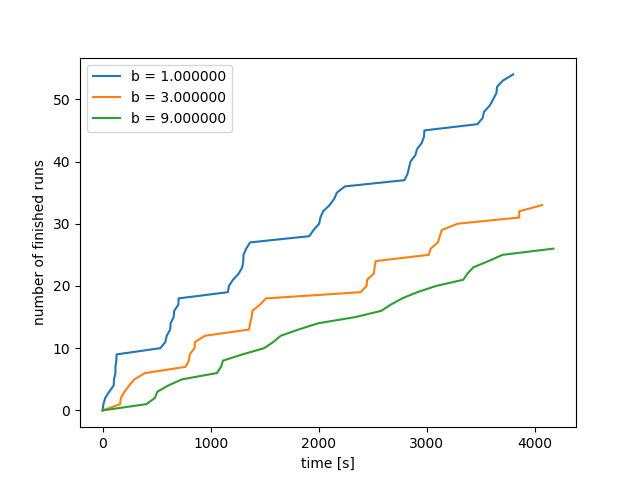 b = 1.000000
b = 3.000000
b = 9.000000
50
40
30
20
10
0
number of finished runs
0 1000 2000 3000 4000
time [s]